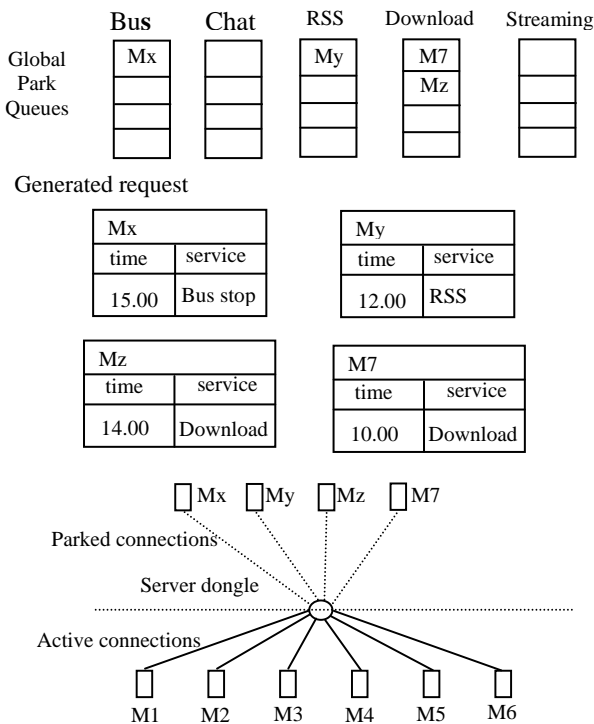 Bus Chat RSS Download Streaming
Global Park Queues
Mx My M7
Mz
Generated request
Mx
time service
15.00 Bus stop
My
time service
12.00 RSS
Mz
time service
14.00 Download
M7
time service
10.00 Download
Mx My Mz M7
Parked connections
Server dongle
Active connections
M1 M2 M3 M4 M5 M6